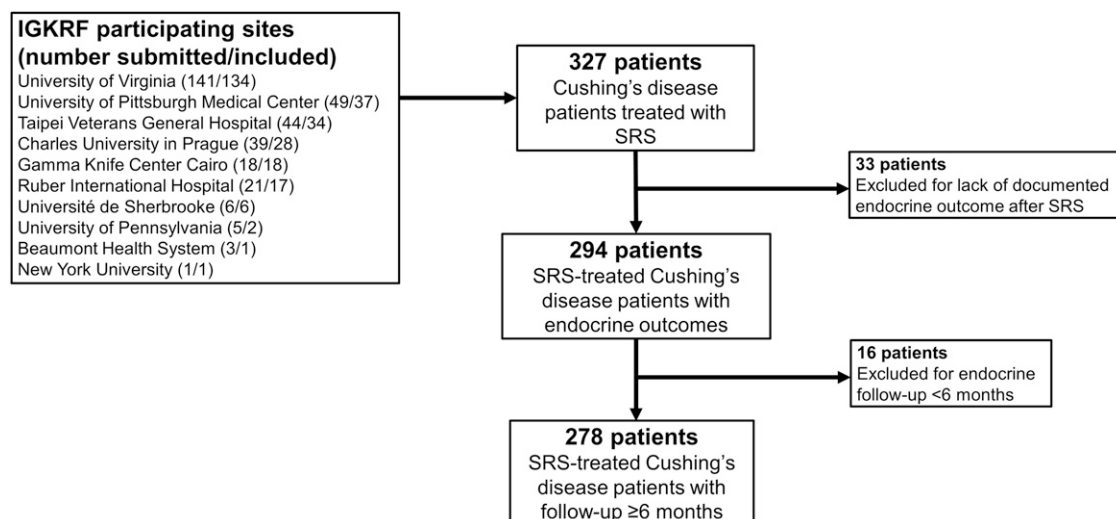 IGKRF participating sites
(number submitted/included)
University of Virginia (141/134)
University of Pittsburgh Medical Center (49/37)
Taipei Veterans General Hospital (44/34)
Charles University in Prague (39/28)
Gamma Knife Center Cairo (18/18)
Ruber International Hospital (21/17)
Université de Sherbrooke (6/6)
University of Pennsylvania (5/2)
Beaumont Health System (3/1)
New York University (1/1)
327 patients
Cushing's disease
patients treated with
SRS
33 patients
Excluded for lack of documented
endocrine outcome after SRS
294 patients
SRS-treated Cushing's
disease patients with
endocrine outcomes
16 patients
Excluded for endocrine
follow-up <6 months
278 patients
SRS-treated Cushing's
disease patients with
follow-up ≥6 months